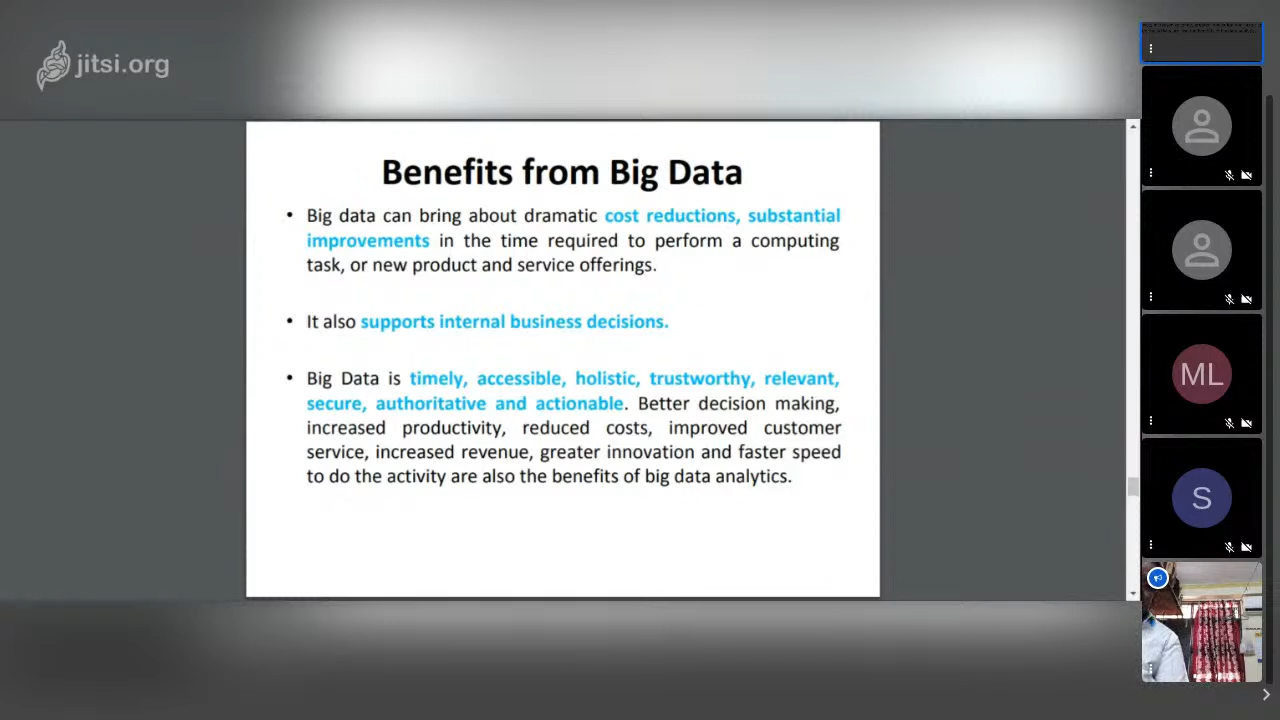 jitsi.org
Benefits from Big Data
• Big data can bring about dramatic cost reductions, substantial
improvements in the time required to perform a computing
task, or new product and service offerings.
• It also supports internal business decisions.
• Big Data is timely, accessible, holistic, trustworthy, relevant,
secure, authoritative and actionable. Better decision making,
increased productivity, reduced costs, improved customer
service, increased revenue, greater innovation and faster speed
to do the activity are also the benefits of big data analytics.
ML
S